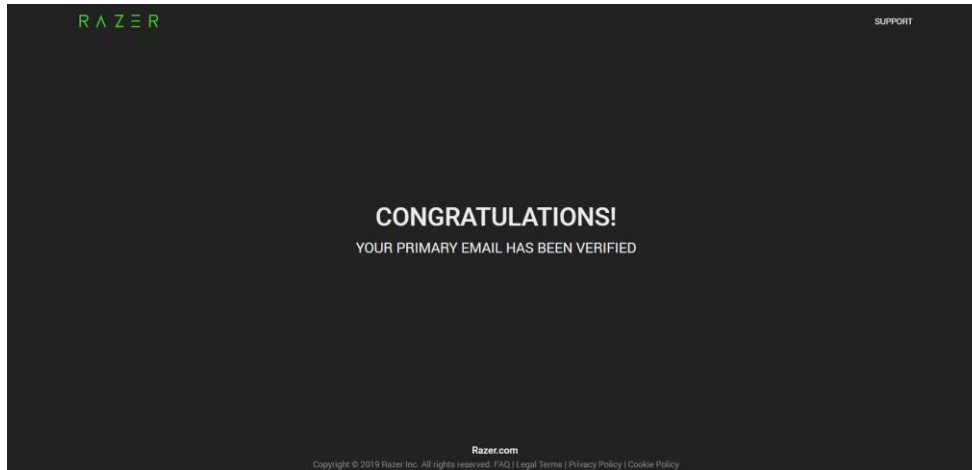 RAZER
SUPPORT
CONGRATULATIONS!
YOUR PRIMARY EMAIL HAS BEEN VERIFIED
Razer.com
Copyright © 2019 Razer Inc. All rights reserved. FAQ | Legal Terms | Privacy Policy | Cookie Policy